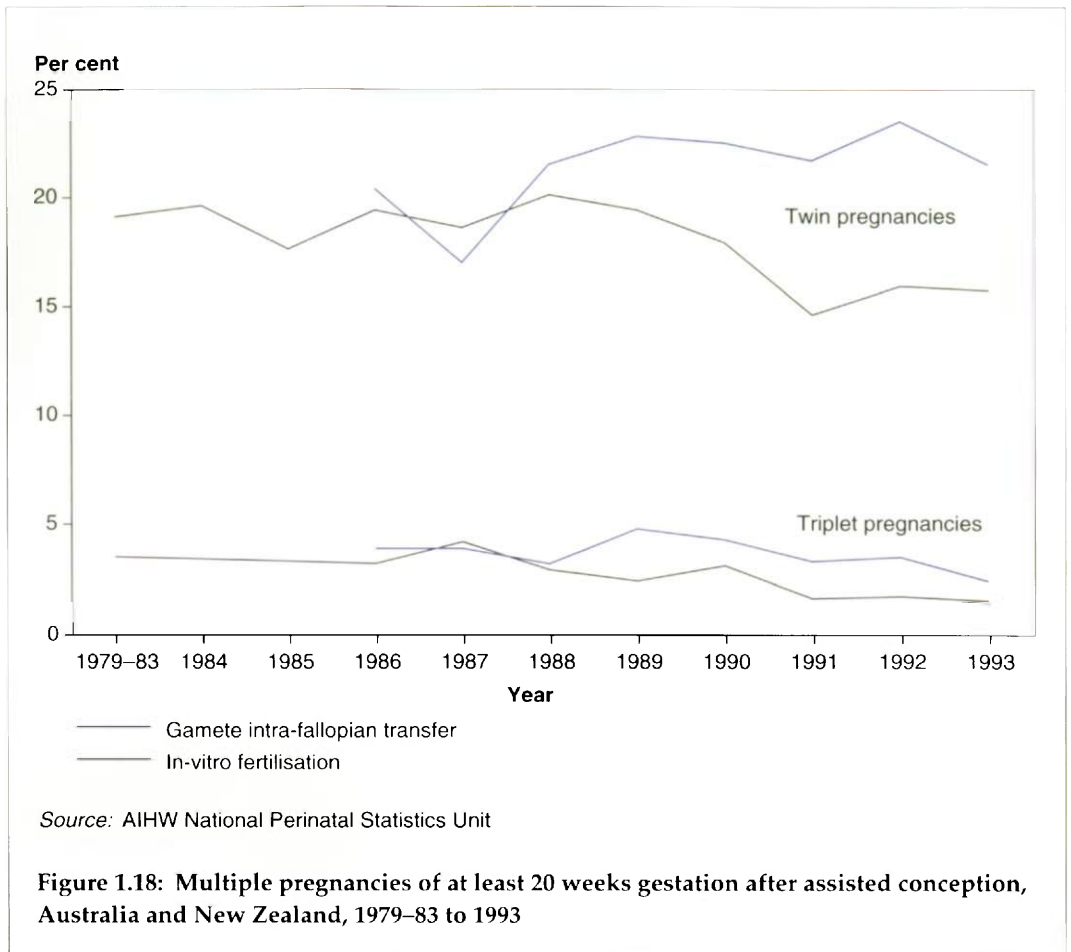 Per cent
25
20
15
10
5
0
Twin pregnancies
Triplet pregnancies
1979–83 1984 1985 1986 1987 1988 1989 1990 1991 1992 1993
Year
Gamete intra-fallopian transfer
In-vitro fertilisation
Source: AIHW National Perinatal Statistics Unit
Figure 1.18: Multiple pregnancies of at least 20 weeks gestation after assisted conception,
Australia and New Zealand, 1979–83 to 1993